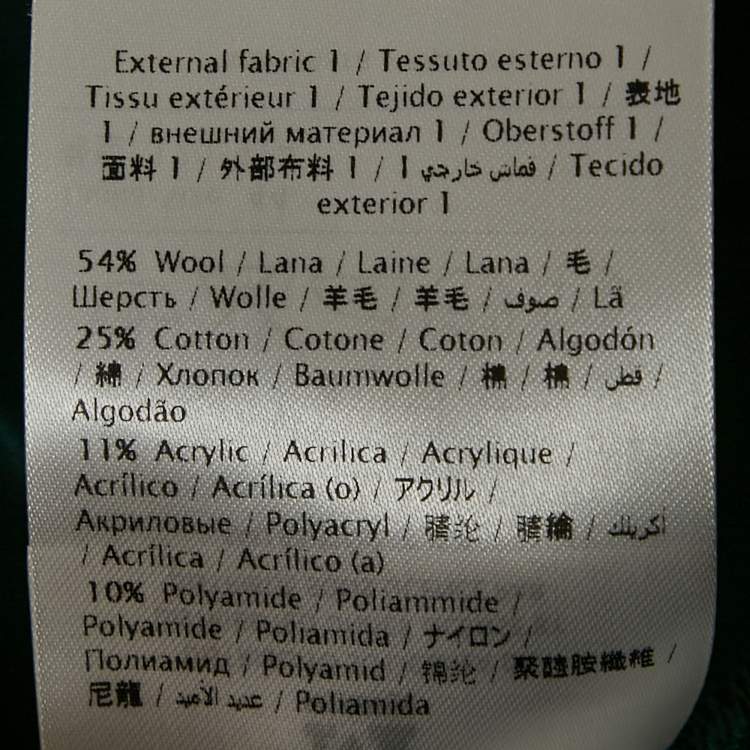 External fabric 1 / Tessuto esterno 1 /
Tissu extérieur 1 / Tejido exterior 1 / 表地
1 / внешний материал 1 / Oberstoff 1 /
面料 1 / 外部布料 1 / قماش خارجي 1 / Tecido
exterior 1
54% Wool / Lana / Laine / Lana / 毛 /
Шерсть / Wolle / 羊毛 / 羊毛 / صوف / Lã
25% Cotton / Cotone / Coton / Algodón
/ 綿 / Хлопок / Baumwolle / 棉 / 棉 / قطن /
Algodão
11% Acrylic / Acrilica / Acrylique /
Acrílico / Acrílica (o) / アクリル /
Акриловые / Polyacryl / 腈纶 / 腈綸 / أكريلك
/ Acrílica / Acrílico (a)
10% Polyamide / Poliammide /
Polyamide / Poliamida / ナイロン /
Полиамид / Polyamid / 锦纶 / 聚醯胺纖維 /
尼龍 / عديد الأميد / Poliamida